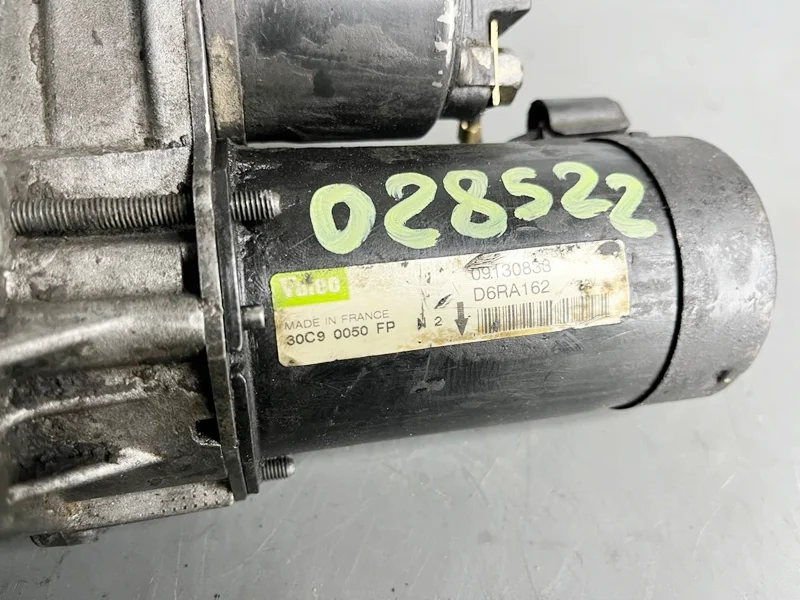 028522
Valeo
09130838
D6RA162
MADE IN FRANCE
30C9 0050 FP
N 2